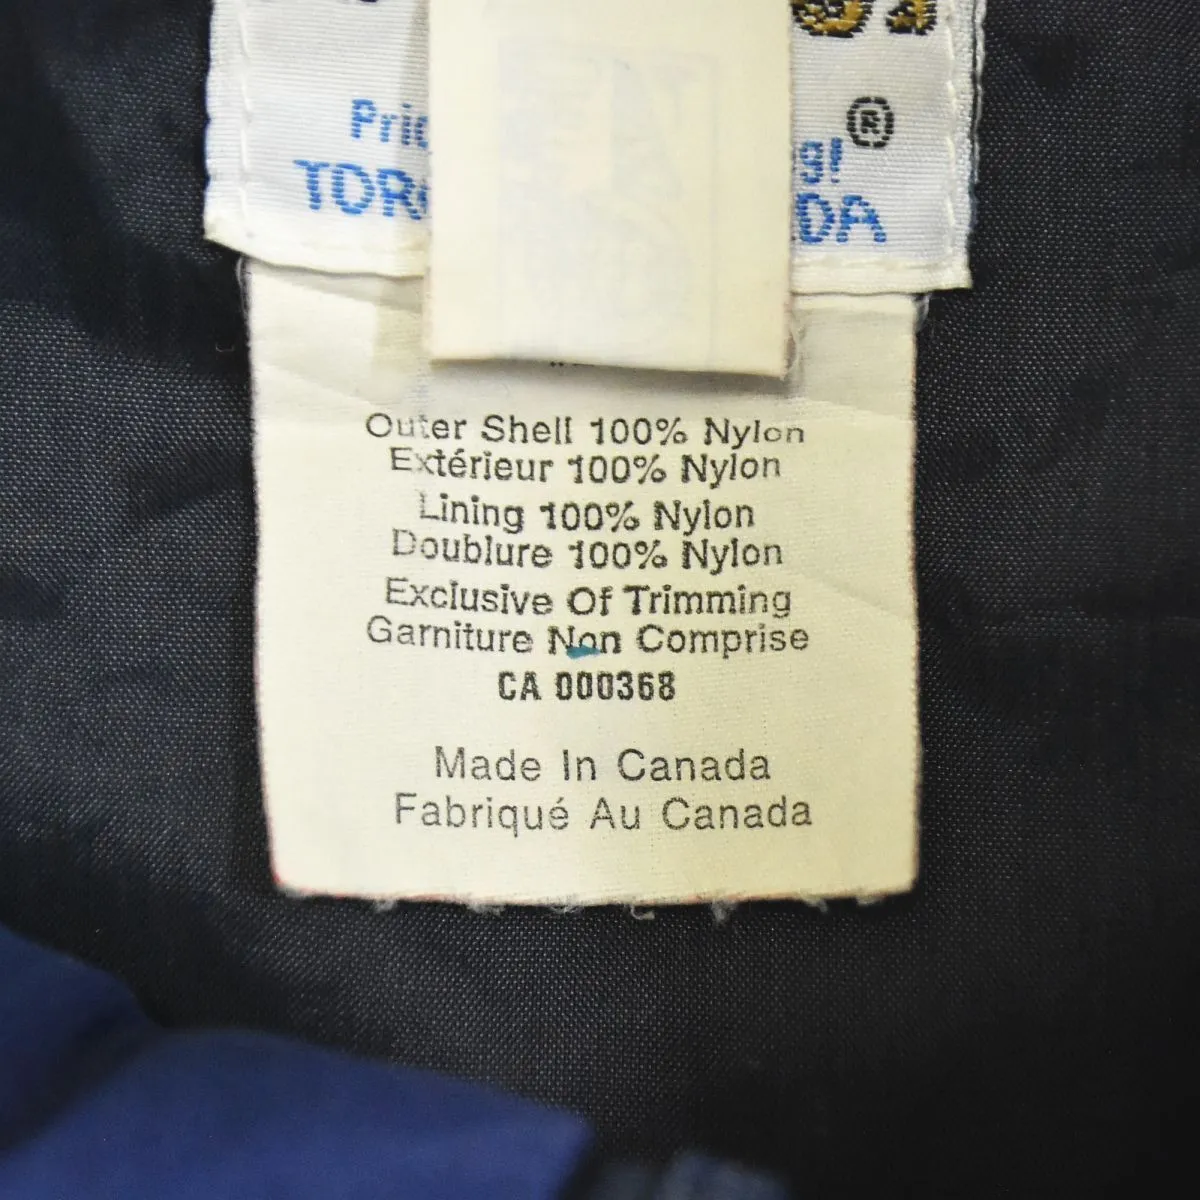 ®
Outer Shell 100% Nylon
Extérieur 100% Nylon
Lining 100% Nylon
Doublure 100% Nylon
Exclusive Of Trimming
Garniture Non Comprise
CA 000368
Made In Canada
Fabriqué Au Canada